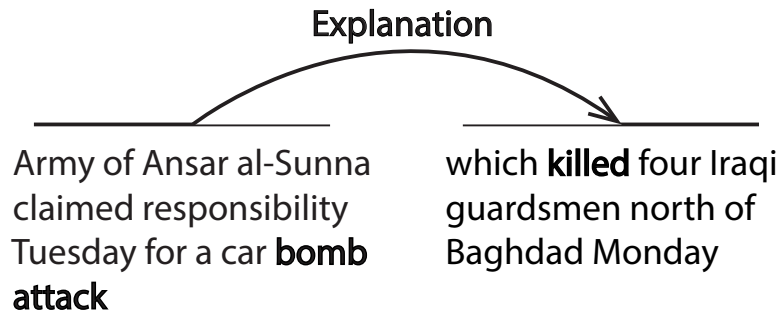 Explanation
Army of Ansar al-Sunna
claimed responsibility
Tuesday for a car bomb
attack
which killed four Iraqi
guardsmen north of
Baghdad Monday